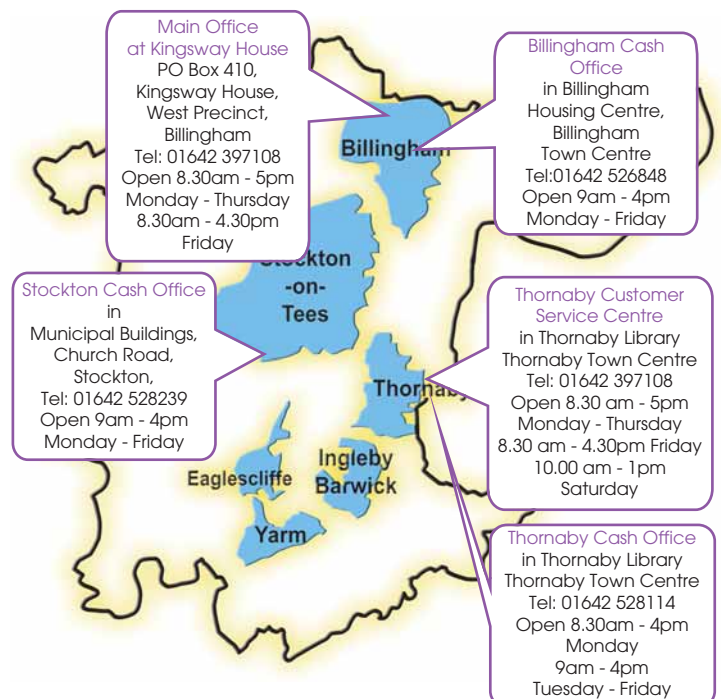 Main Office
at Kingsway House
PO Box 410,
Kingsway House,
West Precinct,
Billingham
Tel: 01642 397108
Open 8.30am - 5pm
Monday - Thursday
8.30am - 4.30pm
Friday
Billingham Cash
Office
in Billingham
Housing Centre,
Billingham
Town Centre
Tel:01642 526848
Open 9am - 4pm
Monday - Friday
Billingham
Stockton
-on-
Tees
Stockton Cash Office
in
Municipal Buildings,
Church Road,
Stockton,
Tel: 01642 528239
Open 9am - 4pm
Monday - Friday
Thornaby Customer
Service Centre
in Thornaby Library
Thornaby Town Centre
Tel: 01642 397108
Open 8.30 am - 5pm
Monday - Thursday
8.30 am - 4.30pm Friday
10.00 am - 1pm
Saturday
Thornaby
Eaglescliffe
Ingleby
Barwick
Yarm
Thornaby Cash Office
in Thornaby Library
Thornaby Town Centre
Tel: 01642 528114
Open 8.30am - 4pm
Monday
9am - 4pm
Tuesday - Friday